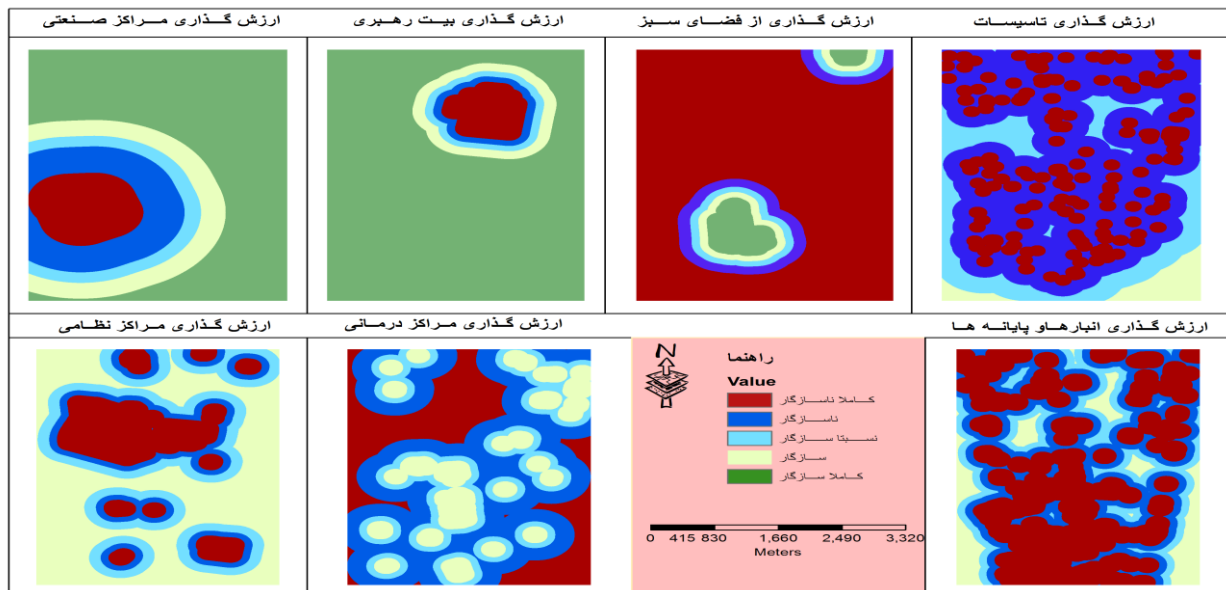 ارزش گذاری تاسیسات
ارزش گذاری از فضای سبز
ارزش گذاری بیت رهبری
ارزش گذاری مراکز صنعتی
ارزش گذاری انبارهاو پایانه ها
ارزش گذاری مراکز درمانی
ارزش گذاری مراکز نظامی
N
راهنما
Value
کاملا ناسازگار
ناسازگار
نسبتا سازگار
سازگار
کاملا سازگار
0 415 830 1,660 2,490 3,320
Meters